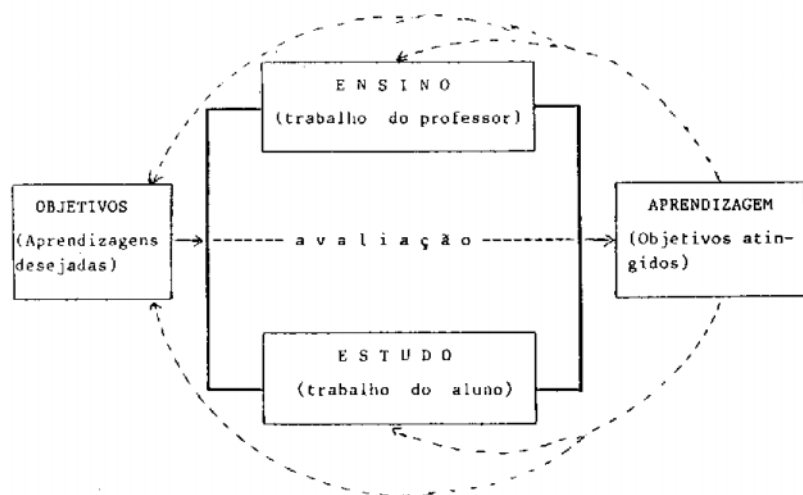 E N S I N O
(trabalho do professor)
OBJETIVOS
(Aprendizagens
desejadas)
a v a l i a ç ã o
APRENDIZAGEM
(Objetivos atin-
gidos)
E S T U D O
(trabalho do aluno)